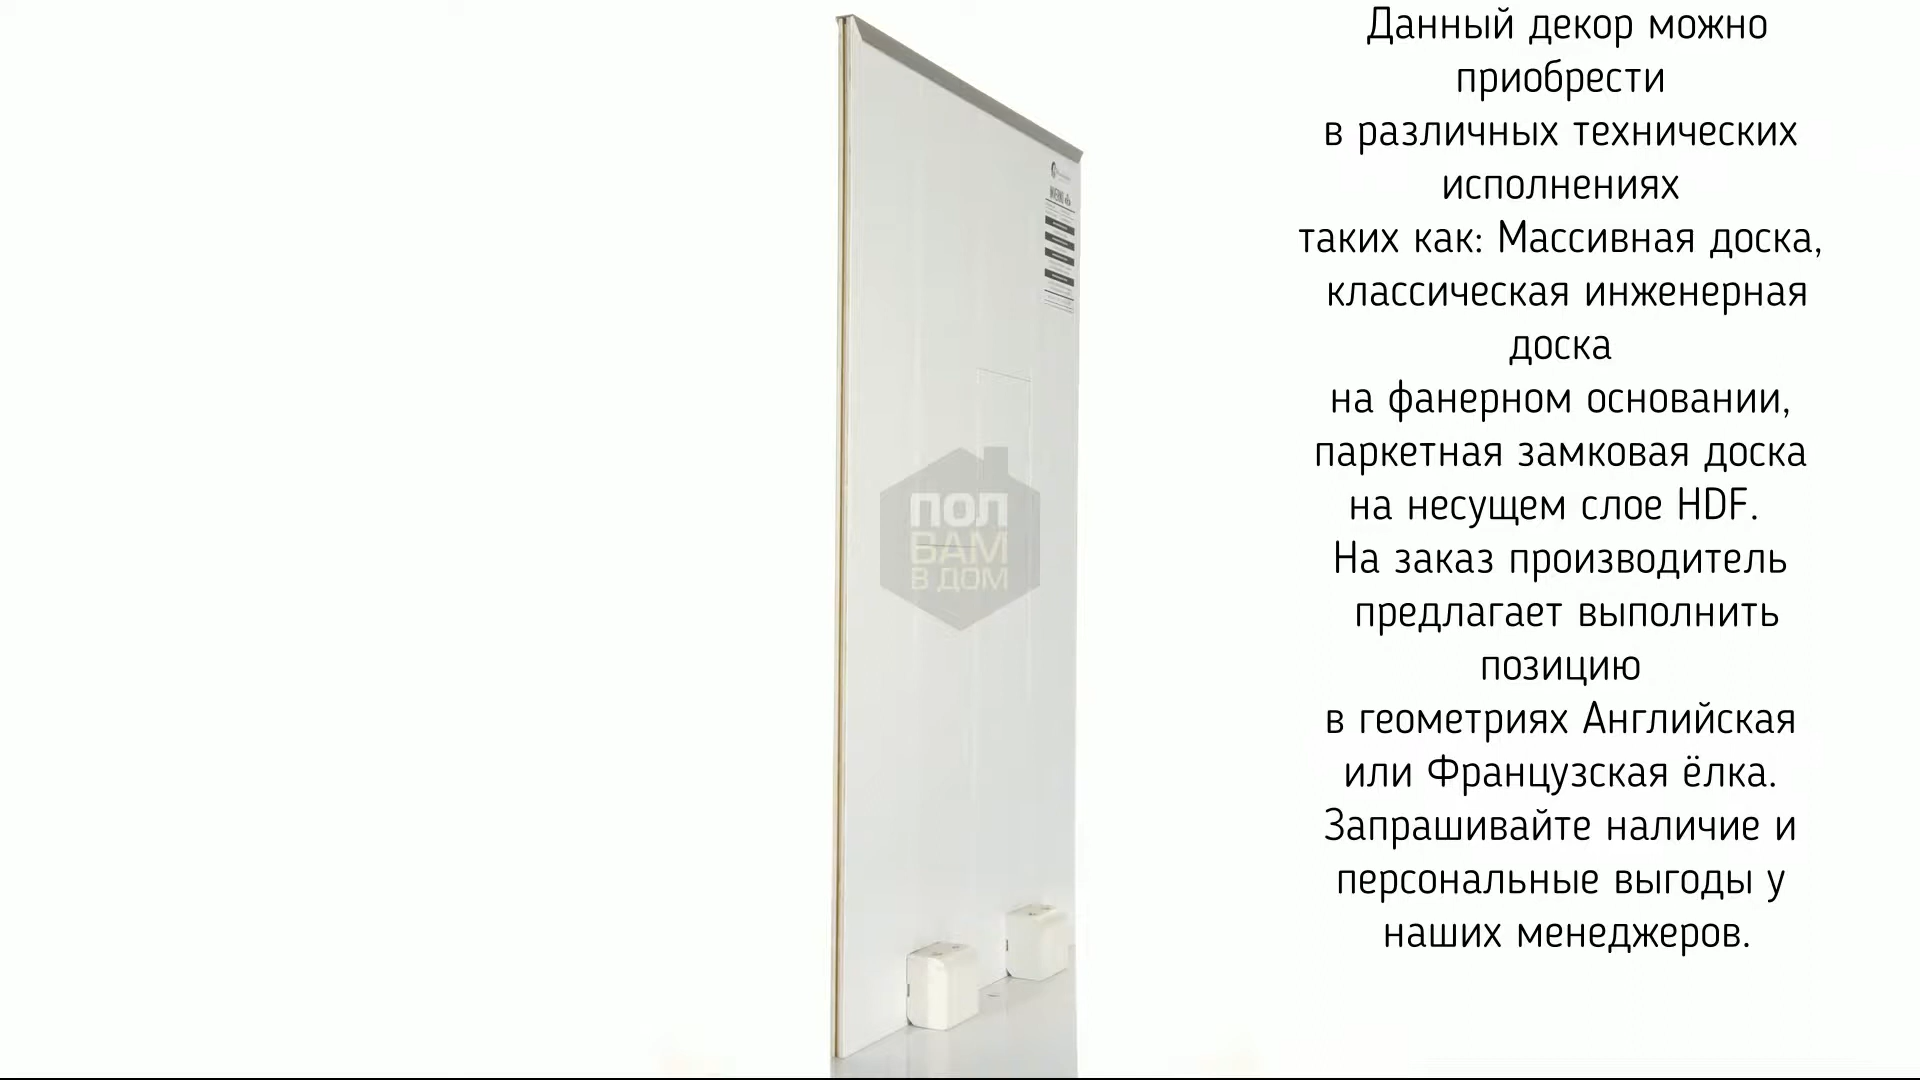 Данный декор можно
приобрести
в различных технических
исполнениях
таких как: Массивная доска,
классическая инженерная
доска
на фанерном основании,
паркетная замковая доска
на несущем слое HDF.
На заказ производитель
предлагает выполнить
позицию
в геометриях Английская
или Французская ёлка.
Запрашивайте наличие и
персональные выгоды у
наших менеджеров.
ПОЛ
ВАМ
В ДОМ